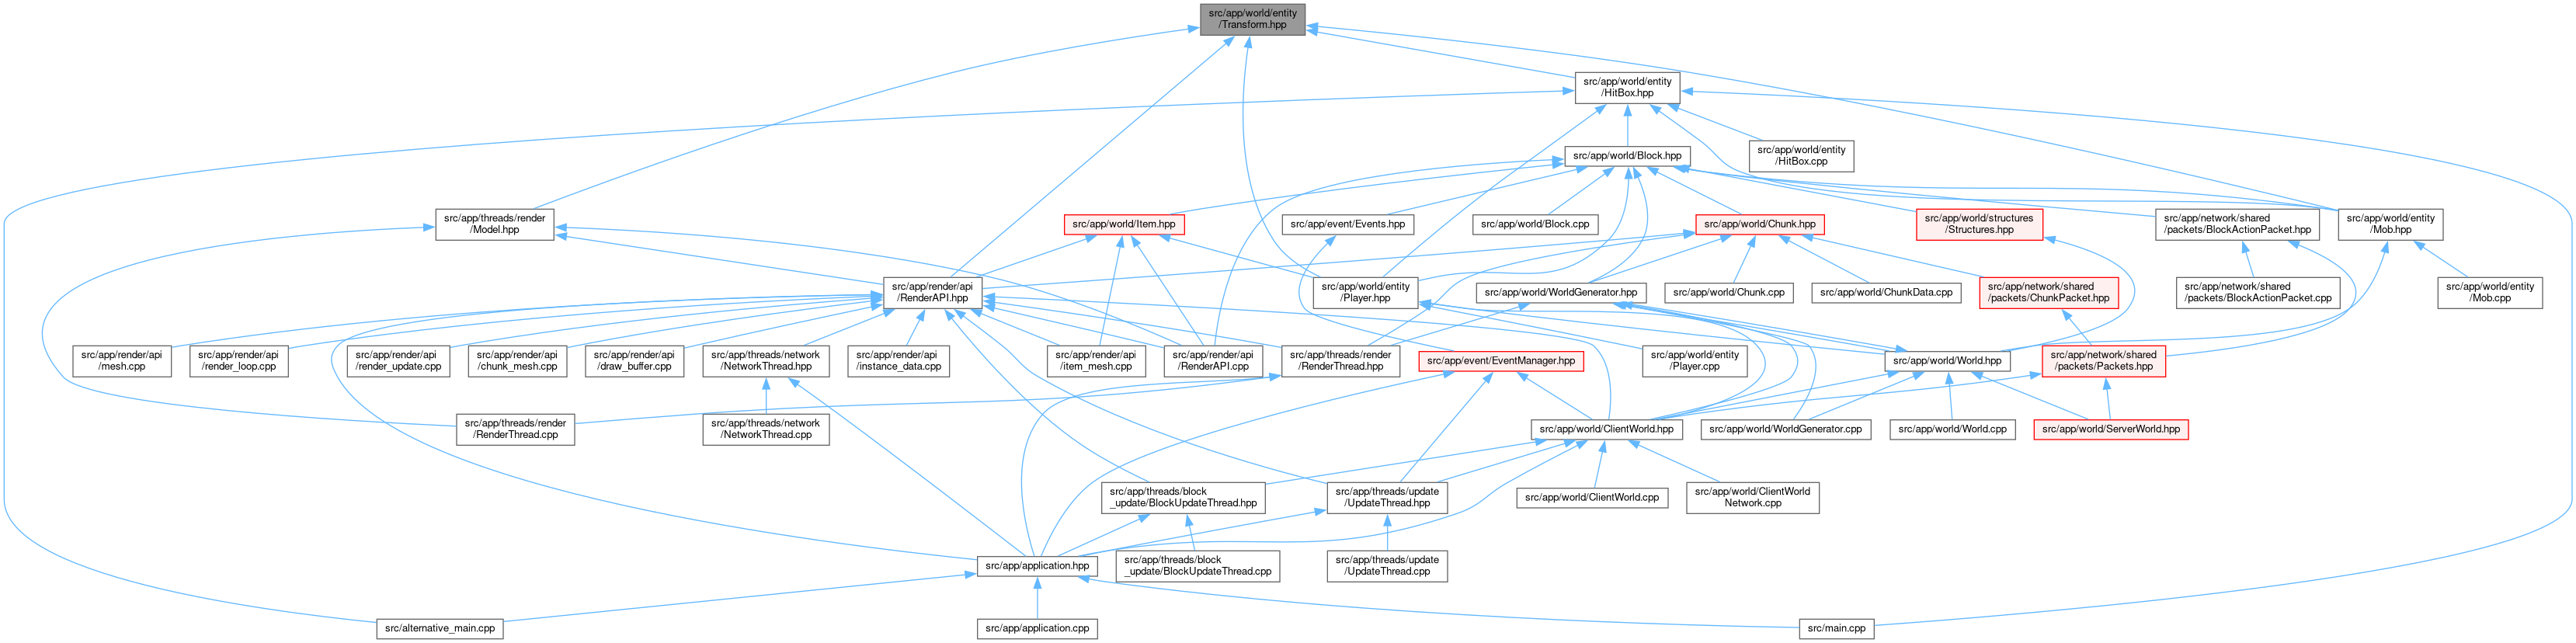 src/app/world/entity
/Transform.hpp
src/app/world/entity
/HitBox.hpp
src/app/world/Block.hpp
src/app/world/entity
/HitBox.cpp
src/app/threads/render
/Model.hpp
src/app/world/Item.hpp
src/app/event/Events.hpp
src/app/world/Block.cpp
src/app/world/Chunk.hpp
src/app/world/structures
/Structures.hpp
src/app/network/shared
/packets/BlockActionPacket.hpp
src/app/world/entity
/Mob.hpp
src/app/render/api
/RenderAPI.hpp
src/app/world/entity
/Player.hpp
src/app/world/WorldGenerator.hpp
src/app/world/Chunk.cpp
src/app/world/ChunkData.cpp
src/app/network/shared
/packets/ChunkPacket.hpp
src/app/network/shared
/packets/BlockActionPacket.cpp
src/app/world/entity
/Mob.cpp
src/app/render/api
/mesh.cpp
src/app/render/api
/render_loop.cpp
src/app/render/api
/render_update.cpp
src/app/render/api
/chunk_mesh.cpp
src/app/render/api
/draw_buffer.cpp
src/app/threads/network
/NetworkThread.hpp
src/app/render/api
/instance_data.cpp
src/app/render/api
/item_mesh.cpp
src/app/render/api
/RenderAPI.cpp
src/app/threads/render
/RenderThread.hpp
src/app/event/EventManager.hpp
src/app/world/entity
/Player.cpp
src/app/world/World.hpp
src/app/network/shared
/packets/Packets.hpp
src/app/threads/render
/RenderThread.cpp
src/app/threads/network
/NetworkThread.cpp
src/app/world/ClientWorld.hpp
src/app/world/WorldGenerator.cpp
src/app/world/World.cpp
src/app/world/ServerWorld.hpp
src/app/threads/block
_update/BlockUpdateThread.hpp
src/app/threads/update
/UpdateThread.hpp
src/app/world/ClientWorld.cpp
src/app/world/ClientWorld
Network.cpp
src/app/application.hpp
src/app/threads/block
_update/BlockUpdateThread.cpp
src/app/threads/update
/UpdateThread.cpp
src/alternative_main.cpp
src/app/application.cpp
src/main.cpp